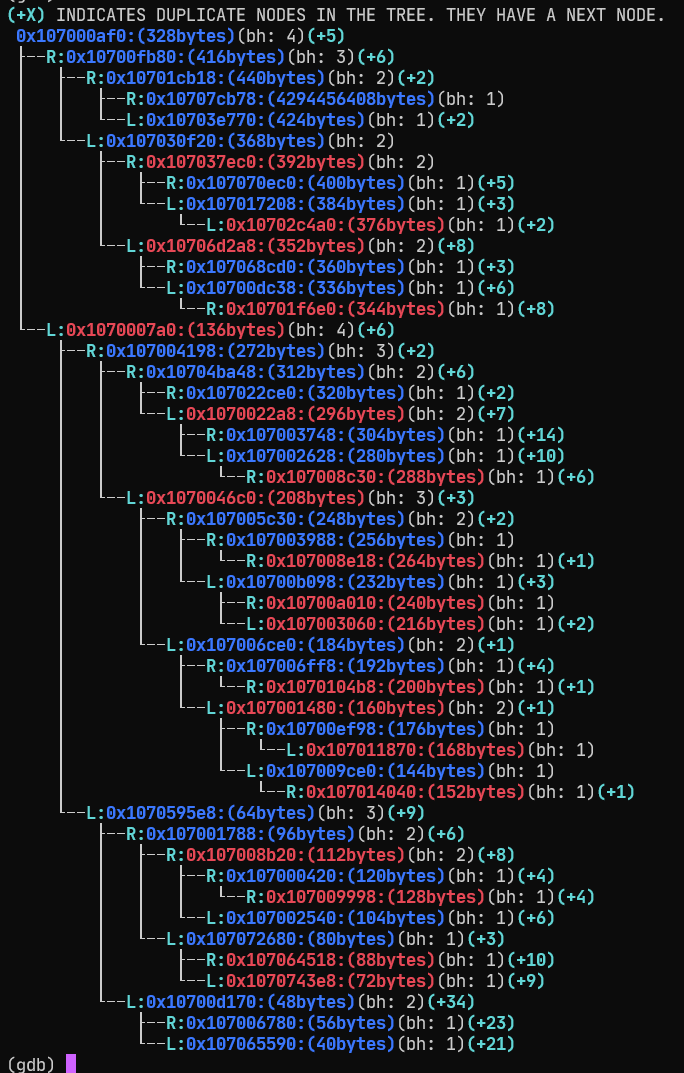 (+X) INDICATES DUPLICATE NODES IN THE TREE. THEY HAVE A NEXT NODE.
0x107000af0:(328bytes)(bh: 4)(+5)
R:0x10700fb80:(416bytes)(bh: 3)(+6)
R:0x10701cb18:(440bytes)(bh: 2)(+2)
R:0x10707cb78:(4294456408bytes)(bh: 1)
L:0x10703e770:(424bytes)(bh: 1)(+2)
L:0x107030f20:(368bytes)(bh: 2)
R:0x107037ec0:(392bytes)(bh: 2)
R:0x107070ec0:(400bytes)(bh: 1)(+5)
L:0x107017208:(384bytes)(bh: 1)(+3)
L:0x10702c4a0:(376bytes)(bh: 1)(+2)
L:0x10706d2a8:(352bytes)(bh: 2)(+8)
R:0x107068cd0:(360bytes)(bh: 1)(+3)
L:0x10700dc38:(336bytes)(bh: 1)(+6)
R:0x10701f6e0:(344bytes)(bh: 1)(+8)
L:0x1070007a0:(136bytes)(bh: 4)(+6)
R:0x107004198:(272bytes)(bh: 3)(+2)
R:0x10704ba48:(312bytes)(bh: 2)(+6)
R:0x107022ce0:(320bytes)(bh: 1)(+2)
L:0x1070022a8:(296bytes)(bh: 2)(+7)
R:0x107003748:(304bytes)(bh: 1)(+14)
L:0x107002628:(280bytes)(bh: 1)(+10)
R:0x107008c30:(288bytes)(bh: 1)(+6)
L:0x1070046c0:(208bytes)(bh: 3)(+3)
R:0x107005c30:(248bytes)(bh: 2)(+2)
R:0x107003988:(256bytes)(bh: 1)
R:0x107008e18:(264bytes)(bh: 1)(+1)
L:0x10700b098:(232bytes)(bh: 1)(+3)
R:0x10700a010:(240bytes)(bh: 1)
L:0x107003060:(216bytes)(bh: 1)(+2)
L:0x107006ce0:(184bytes)(bh: 2)(+1)
R:0x107006ff8:(192bytes)(bh: 1)(+4)
R:0x1070104b8:(200bytes)(bh: 1)(+1)
L:0x107001480:(160bytes)(bh: 2)(+1)
R:0x10700ef98:(176bytes)(bh: 1)
L:0x107011870:(168bytes)(bh: 1)
L:0x107009ce0:(144bytes)(bh: 1)
R:0x107014040:(152bytes)(bh: 1)(+1)
L:0x1070595e8:(64bytes)(bh: 3)(+9)
R:0x107001788:(96bytes)(bh: 2)(+6)
R:0x107008b20:(112bytes)(bh: 2)(+8)
R:0x107000420:(120bytes)(bh: 1)(+4)
R:0x107009998:(128bytes)(bh: 1)(+4)
L:0x107002540:(104bytes)(bh: 1)(+6)
L:0x107072680:(80bytes)(bh: 1)(+3)
R:0x107064518:(88bytes)(bh: 1)(+10)
L:0x1070743e8:(72bytes)(bh: 1)(+9)
L:0x10700d170:(48bytes)(bh: 2)(+34)
R:0x107006780:(56bytes)(bh: 1)(+23)
L:0x107065590:(40bytes)(bh: 1)(+21)
(gdb)